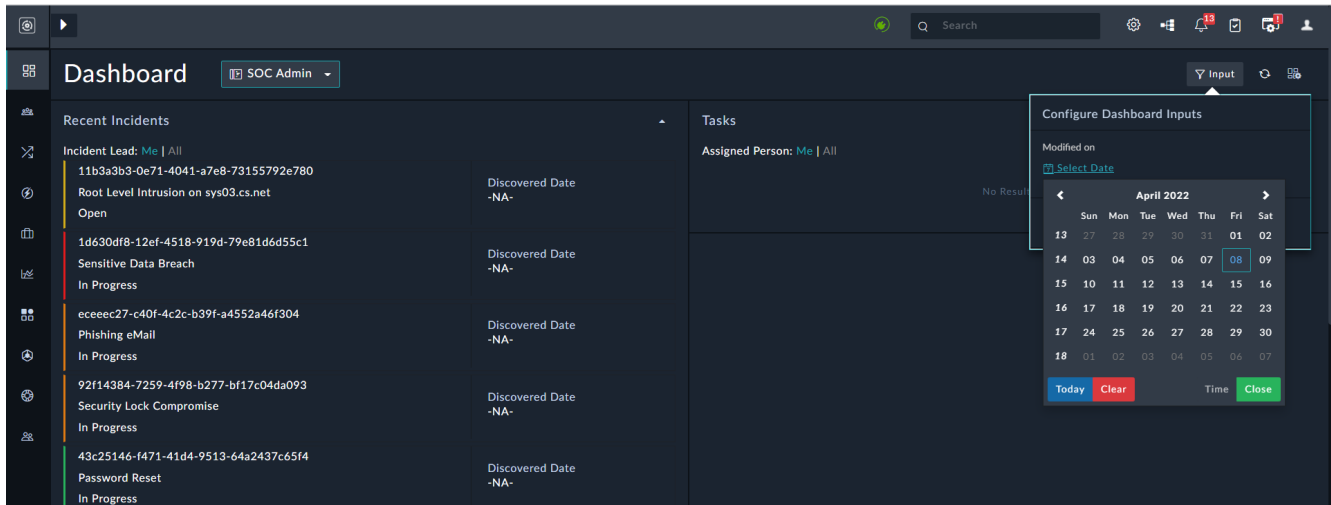 Search
13
!
Dashboard
SOC Admin
Input
Recent Incidents
Incident Lead: Me | All
11b3a3b3-0e71-4041-a7e8-73155792e780
Root Level Intrusion on sys03.cs.net
Open
Discovered Date
-NA-
1d630df8-12ef-4518-919d-79e81d6d55c1
Sensitive Data Breach
In Progress
Discovered Date
-NA-
eceeec27-c40f-4c2c-b39f-a4552a46f304
Phishing eMail
In Progress
Discovered Date
-NA-
92f14384-7259-4f98-b277-bf17c04da093
Security Lock Compromise
In Progress
Discovered Date
-NA-
43c25146-f471-41d4-9513-64a2437c65f4
Password Reset
In Progress
Discovered Date
-NA-
Tasks
Assigned Person: Me | All
No Result
Configure Dashboard Inputs
Modified on
Select Date
April 2022
Sun Mon Tue Wed Thu Fri Sat
13 27 28 29 30 31 01 02
14 03 04 05 06 07 08 09
15 10 11 12 13 14 15 16
16 17 18 19 20 21 22 23
17 24 25 26 27 28 29 30
18 01 02 03 04 05 06 07
Today Clear Time Close